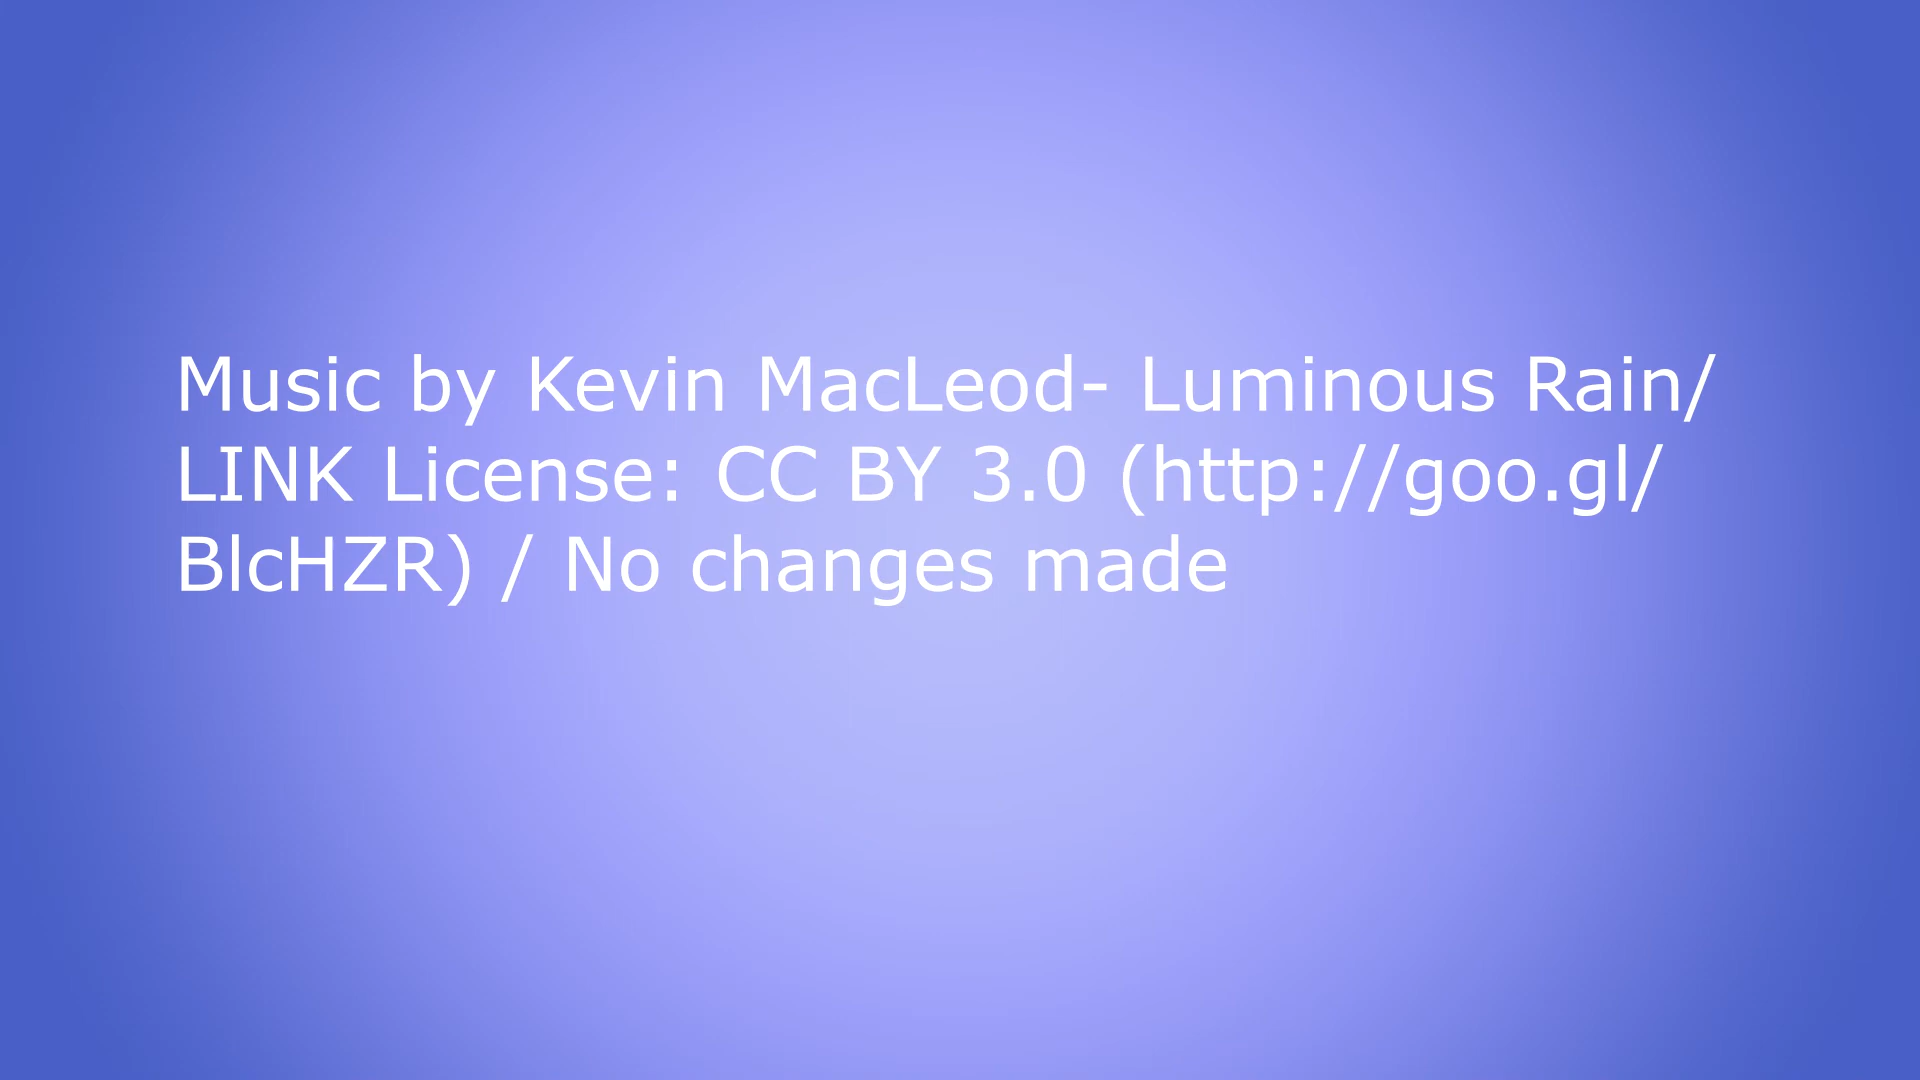 Music by Kevin MacLeod- Luminous Rain/
LINK License: CC BY 3.0 (http://goo.gl/
BlcHZR) / No changes made